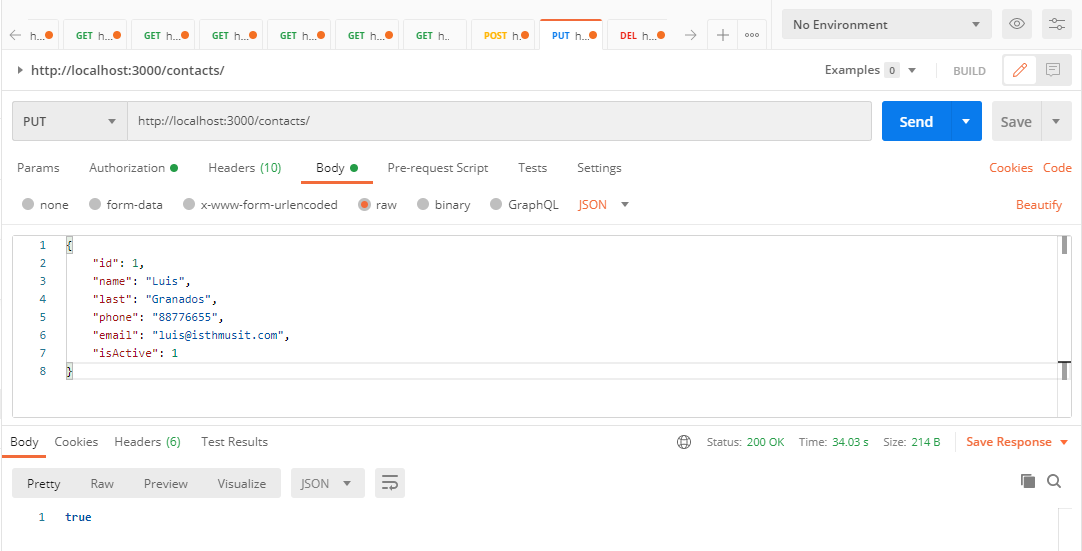 h... GET h... GET h... GET h... GET h... GET h... GET h.. POST h. PUT h... DEL h... No Environment
http://localhost:3000/contacts/ Examples 0 BUILD
PUT http://localhost:3000/contacts/ Send Save
Params Authorization Headers (10) Body Pre-request Script Tests Settings Cookies Code
none form-data x-www-form-urlencoded raw binary GraphQL JSON Beautify
1 {
2 "id": 1,
3 "name": "Luis",
4 "last": "Granados",
5 "phone": "88776655",
6 "email": "luis@isthmusit.com",
7 "isActive": 1
8 }
Body Cookies Headers (6) Test Results Status: 200 OK Time: 34.03 s Size: 214 B Save Response
Pretty Raw Preview Visualize JSON
1 true